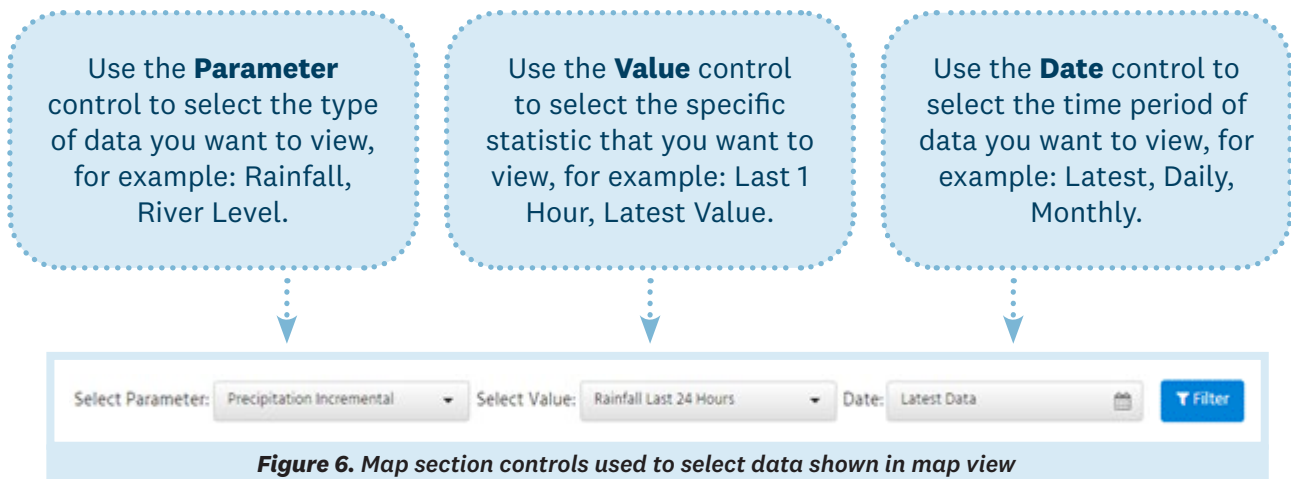 Use the Parameter
control to select the type
of data you want to view,
for example: Rainfall,
River Level.
Use the Value control
to select the specific
statistic that you want to
view, for example: Last 1
Hour, Latest Value.
Use the Date control to
select the time period of
data you want to view, for
example: Latest, Daily,
Monthly.
Select Parameter: Precipitation Incremental Select Value: Rainfall Last 24 Hours Date: Latest Data Filter
Figure 6. Map section controls used to select data shown in map view